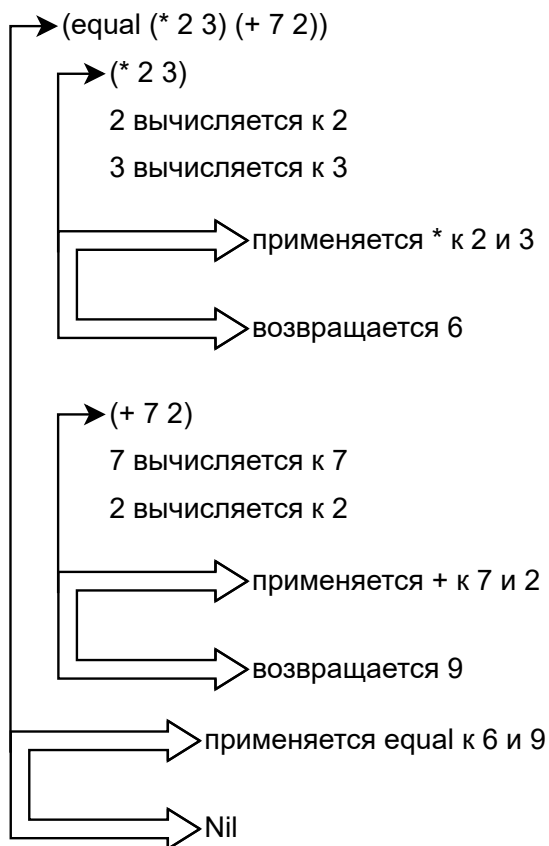 (equal (* 2 3) (+ 7 2))
(* 2 3)
2 вычисляется к 2
3 вычисляется к 3
применяется * к 2 и 3
возвращается 6
(+ 7 2)
7 вычисляется к 7
2 вычисляется к 2
применяется + к 7 и 2
возвращается 9
применяется equal к 6 и 9
Nil